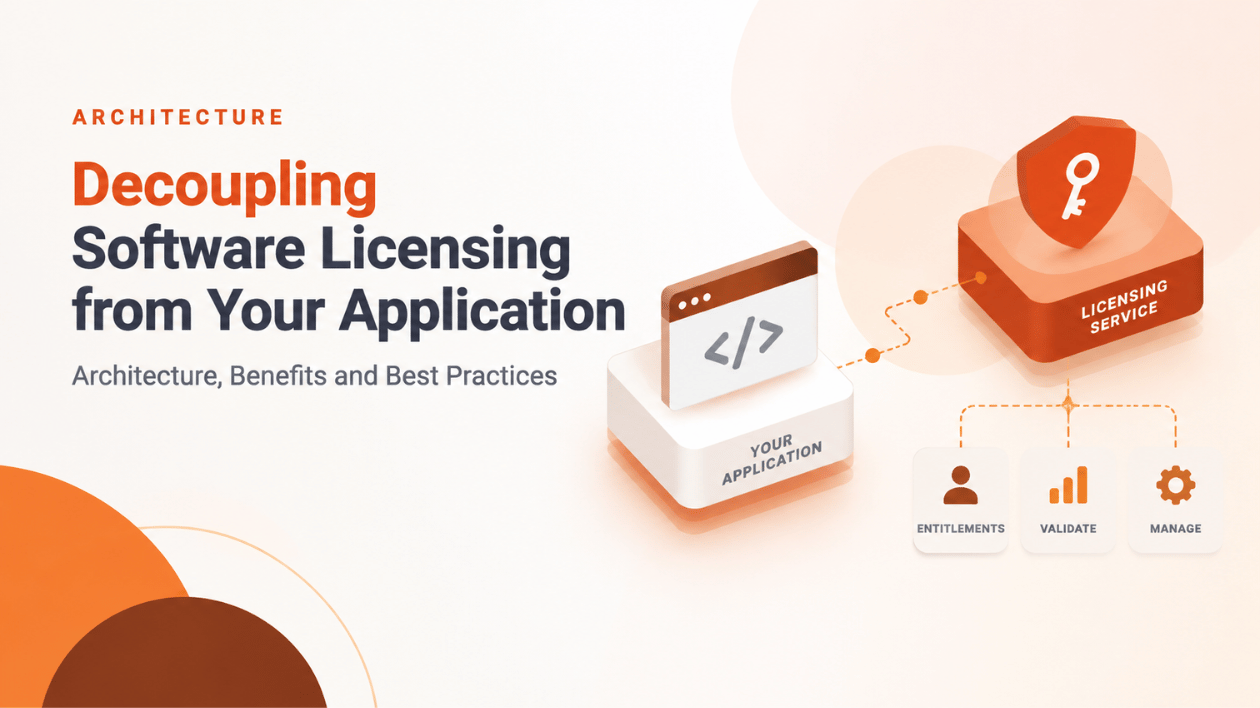 ARCHITECTURE
Decoupling
Software Licensing
from Your Application
Architecture, Benefits and Best Practices
</>
YOUR
APPLICATION
LICENSING
SERVICE
ENTITLEMENTS
VALIDATE
MANAGE